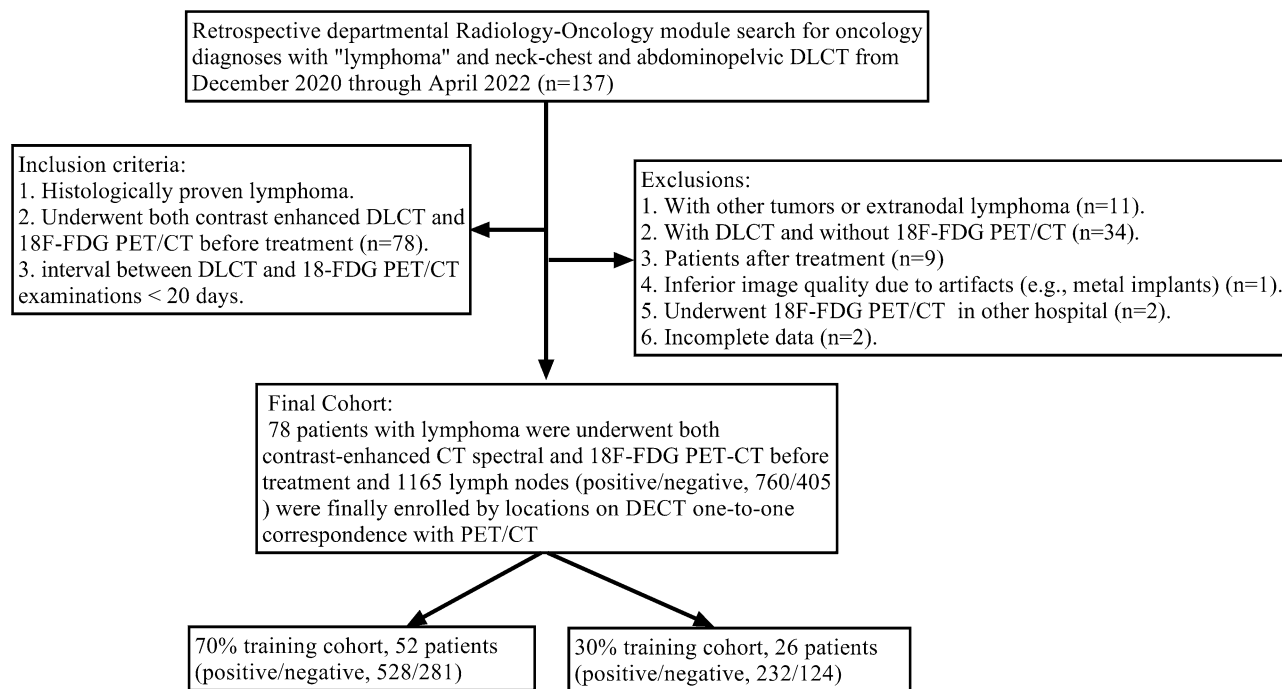 Retrospective departmental Radiology-Oncology module search for oncology
diagnoses with "lymphoma" and neck-chest and abdominopelvic DLCT from
December 2020 through April 2022 (n=137)
Inclusion criteria:
1. Histologically proven lymphoma.
2. Underwent both contrast enhanced DLCT and
18F-FDG PET/CT before treatment (n=78).
3. interval between DLCT and 18-FDG PET/CT
examinations < 20 days.
Exclusions:
1. With other tumors or extranodal lymphoma (n=11).
2. With DLCT and without 18F-FDG PET/CT (n=34).
3. Patients after treatment (n=9)
4. Inferior image quality due to artifacts (e.g., metal implants) (n=1).
5. Underwent 18F-FDG PET/CT in other hospital (n=2).
6. Incomplete data (n=2).
Final Cohort:
78 patients with lymphoma were underwent both
contrast-enhanced CT spectral and 18F-FDG PET-CT before
treatment and 1165 lymph nodes (positive/negative, 760/405
) were finally enrolled by locations on DECT one-to-one
correspondence with PET/CT
70% training cohort, 52 patients
(positive/negative, 528/281)
30% training cohort, 26 patients
(positive/negative, 232/124)